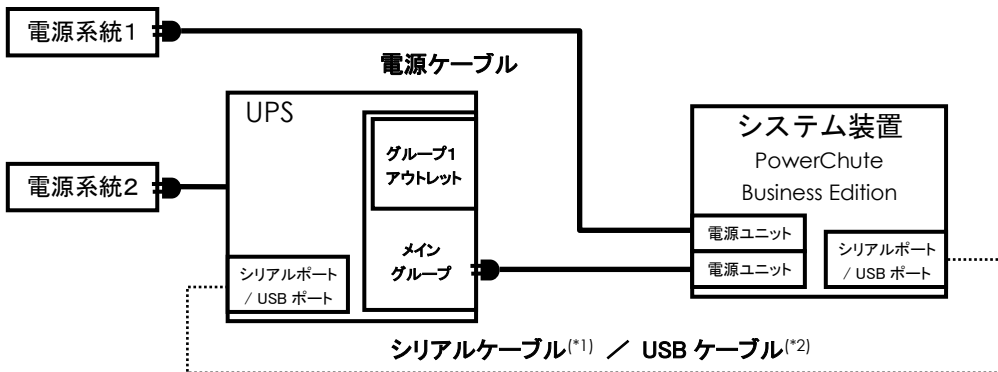 電源系統1
電源ケーブル
UPS
グループ1
アウトレット
システム装置
PowerChute
Business Edition
電源系統2
メイン
グループ
電源ユニット
電源ユニット
シリアルポート
/ USB ポート
シリアルポート
/ USB ポート
シリアルケーブル(*1) ／ USB ケーブル(*2)